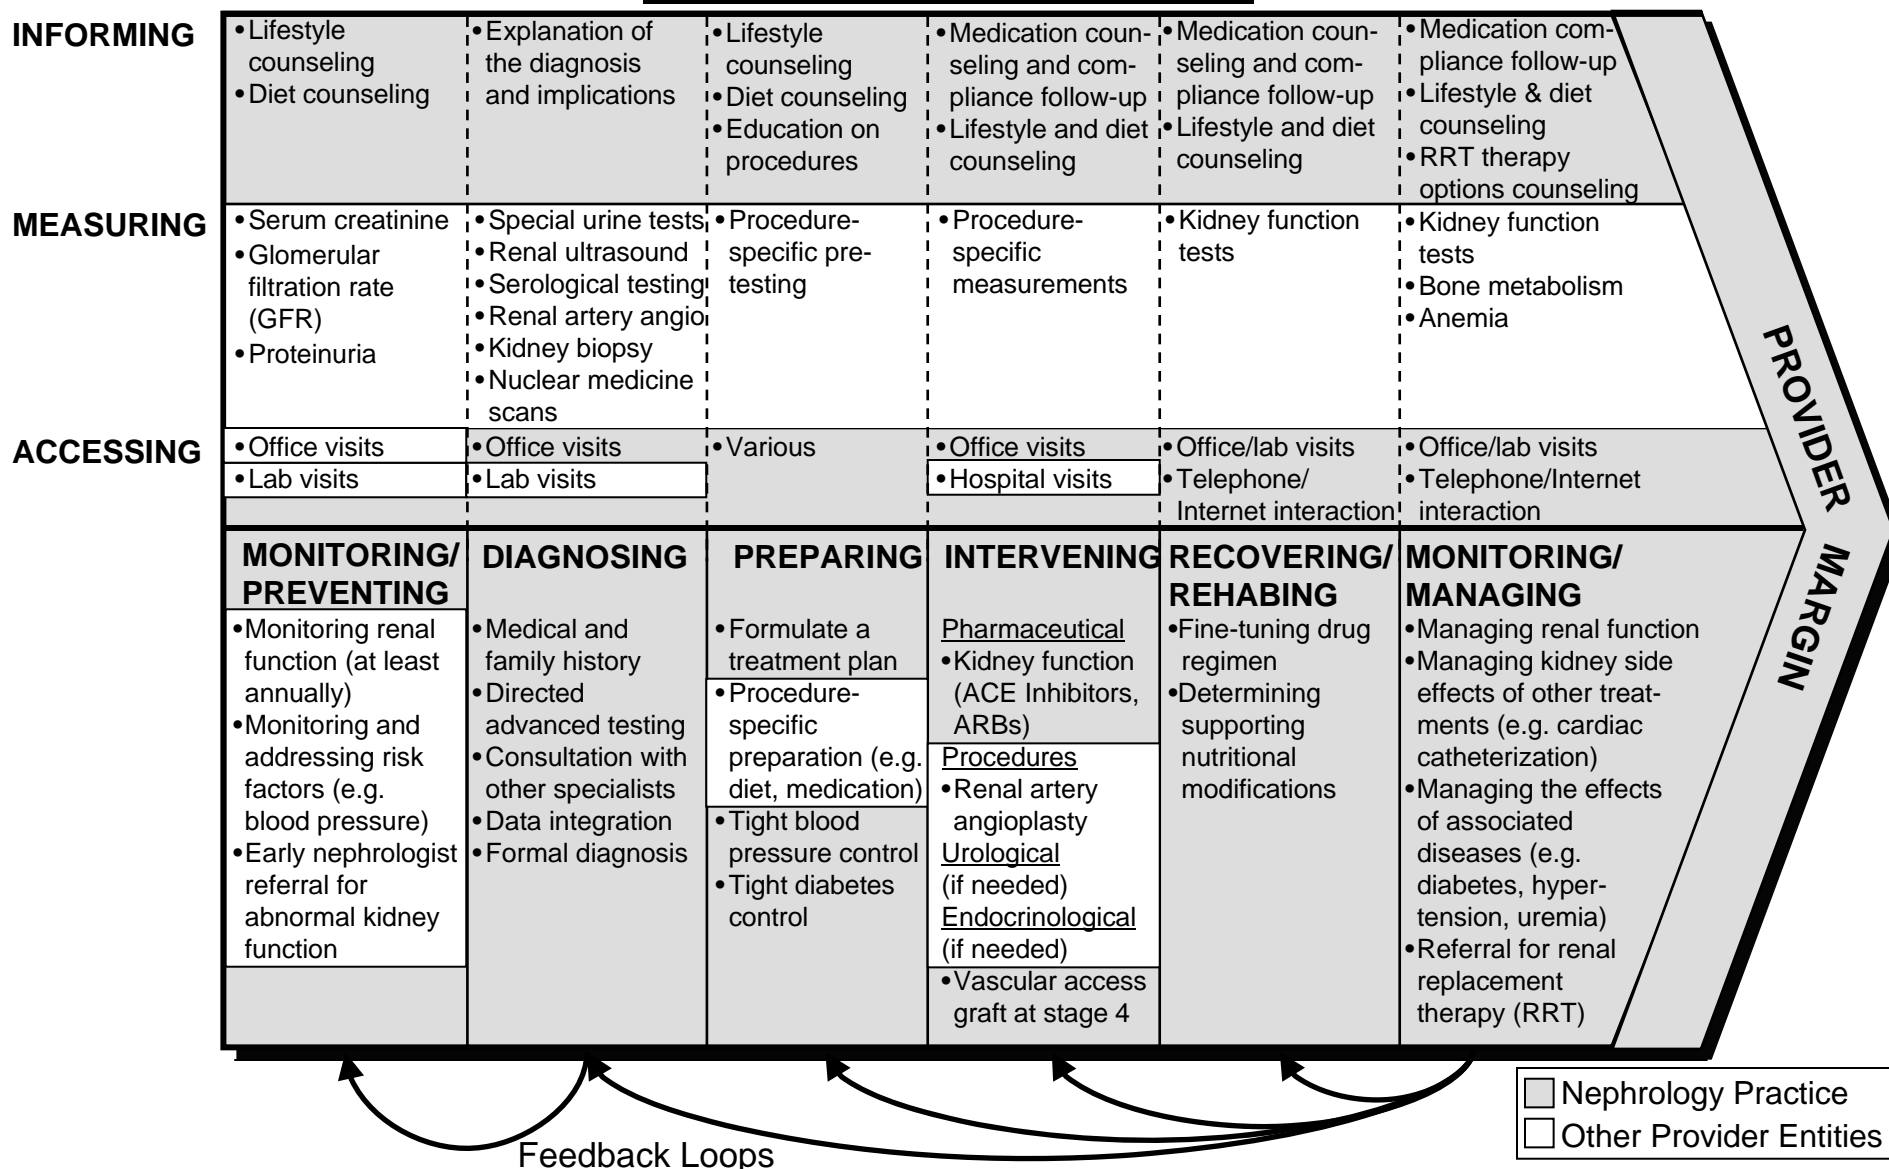 INFORMING
•Lifestyle
counseling
•Diet counseling
•Explanation of
the diagnosis
and implications
•Lifestyle
counseling
•Diet counseling
•Education on
procedures
•Medication coun-
seling and com-
pliance follow-up
•Lifestyle and diet
counseling
•Medication coun-
seling and com-
pliance follow-up
•Lifestyle and diet
counseling
•Medication com-
pliance follow-up
•Lifestyle & diet
counseling
•RRT therapy
options counseling
MEASURING
•Serum creatinine
•Glomerular
filtration rate
(GFR)
•Proteinuria
•Special urine tests
•Renal ultrasound
•Serological testing
•Renal artery angio
•Kidney biopsy
•Nuclear medicine
scans
•Procedure-
specific pre-
testing
•Procedure-
specific
measurements
•Kidney function
tests
•Kidney function
tests
•Bone metabolism
•Anemia
ACCESSING
•Office visits
•Lab visits
•Office visits
•Lab visits
•Various
•Office visits
•Hospital visits
•Office/lab visits
•Telephone/
Internet interaction
•Office/lab visits
•Telephone/Internet
interaction
MONITORING/
PREVENTING
•Monitoring renal
function (at least
annually)
•Monitoring and
addressing risk
factors (e.g.
blood pressure)
•Early nephrologist
referral for
abnormal kidney
function
DIAGNOSING
•Medical and
family history
•Directed
advanced testing
•Consultation with
other specialists
•Data integration
•Formal diagnosis
PREPARING
•Formulate a
treatment plan
•Procedure-
specific
preparation (e.g.
diet, medication)
•Tight blood
pressure control
•Tight diabetes
control
INTERVENING
Pharmaceutical
•Kidney function
(ACE Inhibitors,
ARBs)
Procedures
•Renal artery
angioplasty
Urological
(if needed)
Endocrinological
(if needed)
•Vascular access
graft at stage 4
RECOVERING/
REHABING
•Fine-tuning drug
regimen
•Determining
supporting
nutritional
modifications
MONITORING/
MANAGING
•Managing renal function
•Managing kidney side
effects of other treat-
ments (e.g. cardiac
catheterization)
•Managing the effects
of associated
diseases (e.g.
diabetes, hyper-
tension, uremia)
•Referral for renal
replacement
therapy (RRT)
PROVIDER
MARGIN
Feedback Loops
Nephrology Practice
Other Provider Entities